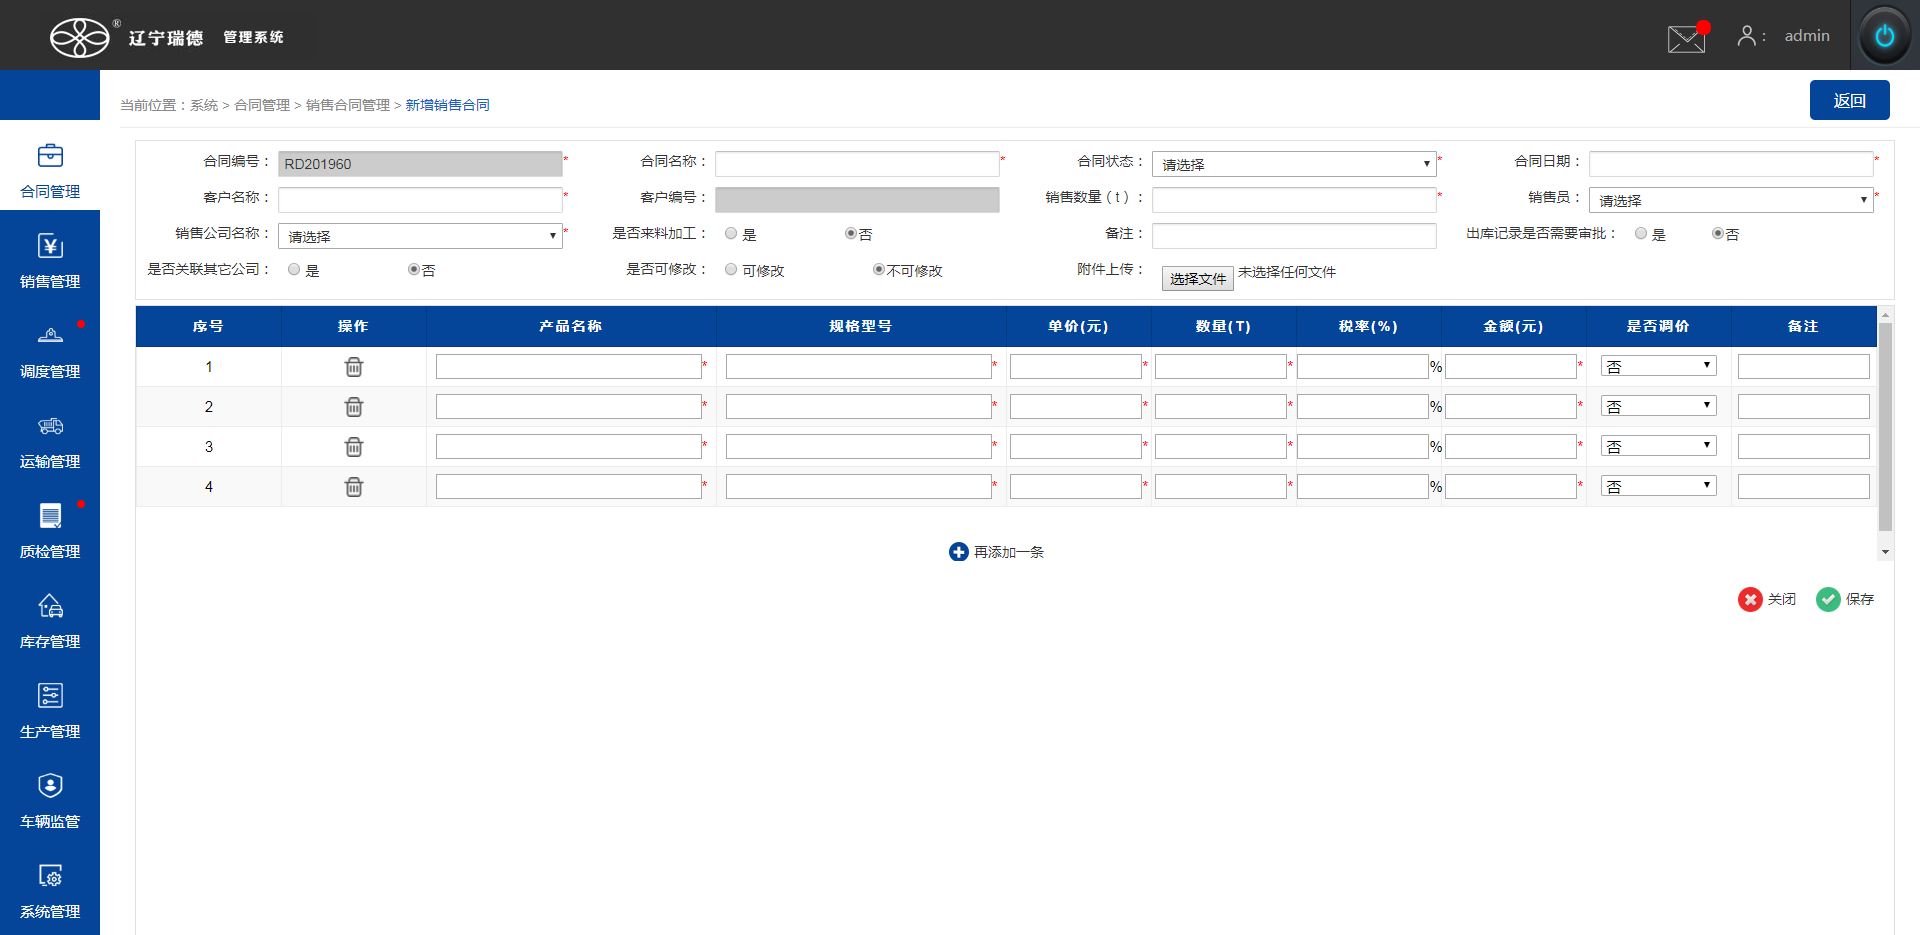 ® 辽宁瑞德 管理系统
: admin
当前位置：系统 > 合同管理 > 销售合同管理 > 新增销售合同
返回
合同管理
销售管理
调度管理
运输管理
质检管理
库存管理
生产管理
车辆监管
系统管理
合同编号： RD201960 * 合同名称： * 合同状态： 请选择 * 合同日期： *
客户名称： * 客户编号： 销售数量（t）： * 销售员： 请选择 *
销售公司名称： 请选择 * 是否来料加工： 是 否 备注： 出库记录是否需要审批： 是 否
是否关联其它公司： 是 否 是否可修改： 可修改 不可修改 附件上传： 选择文件 未选择任何文件
序号 操作 产品名称 规格型号 单价(元) 数量(T) 税率(%) 金额(元) 是否调价 备注
1 * * * * % * 否
2 * * * * % * 否
3 * * * * % * 否
4 * * * * % * 否
再添加一条
关闭 保存